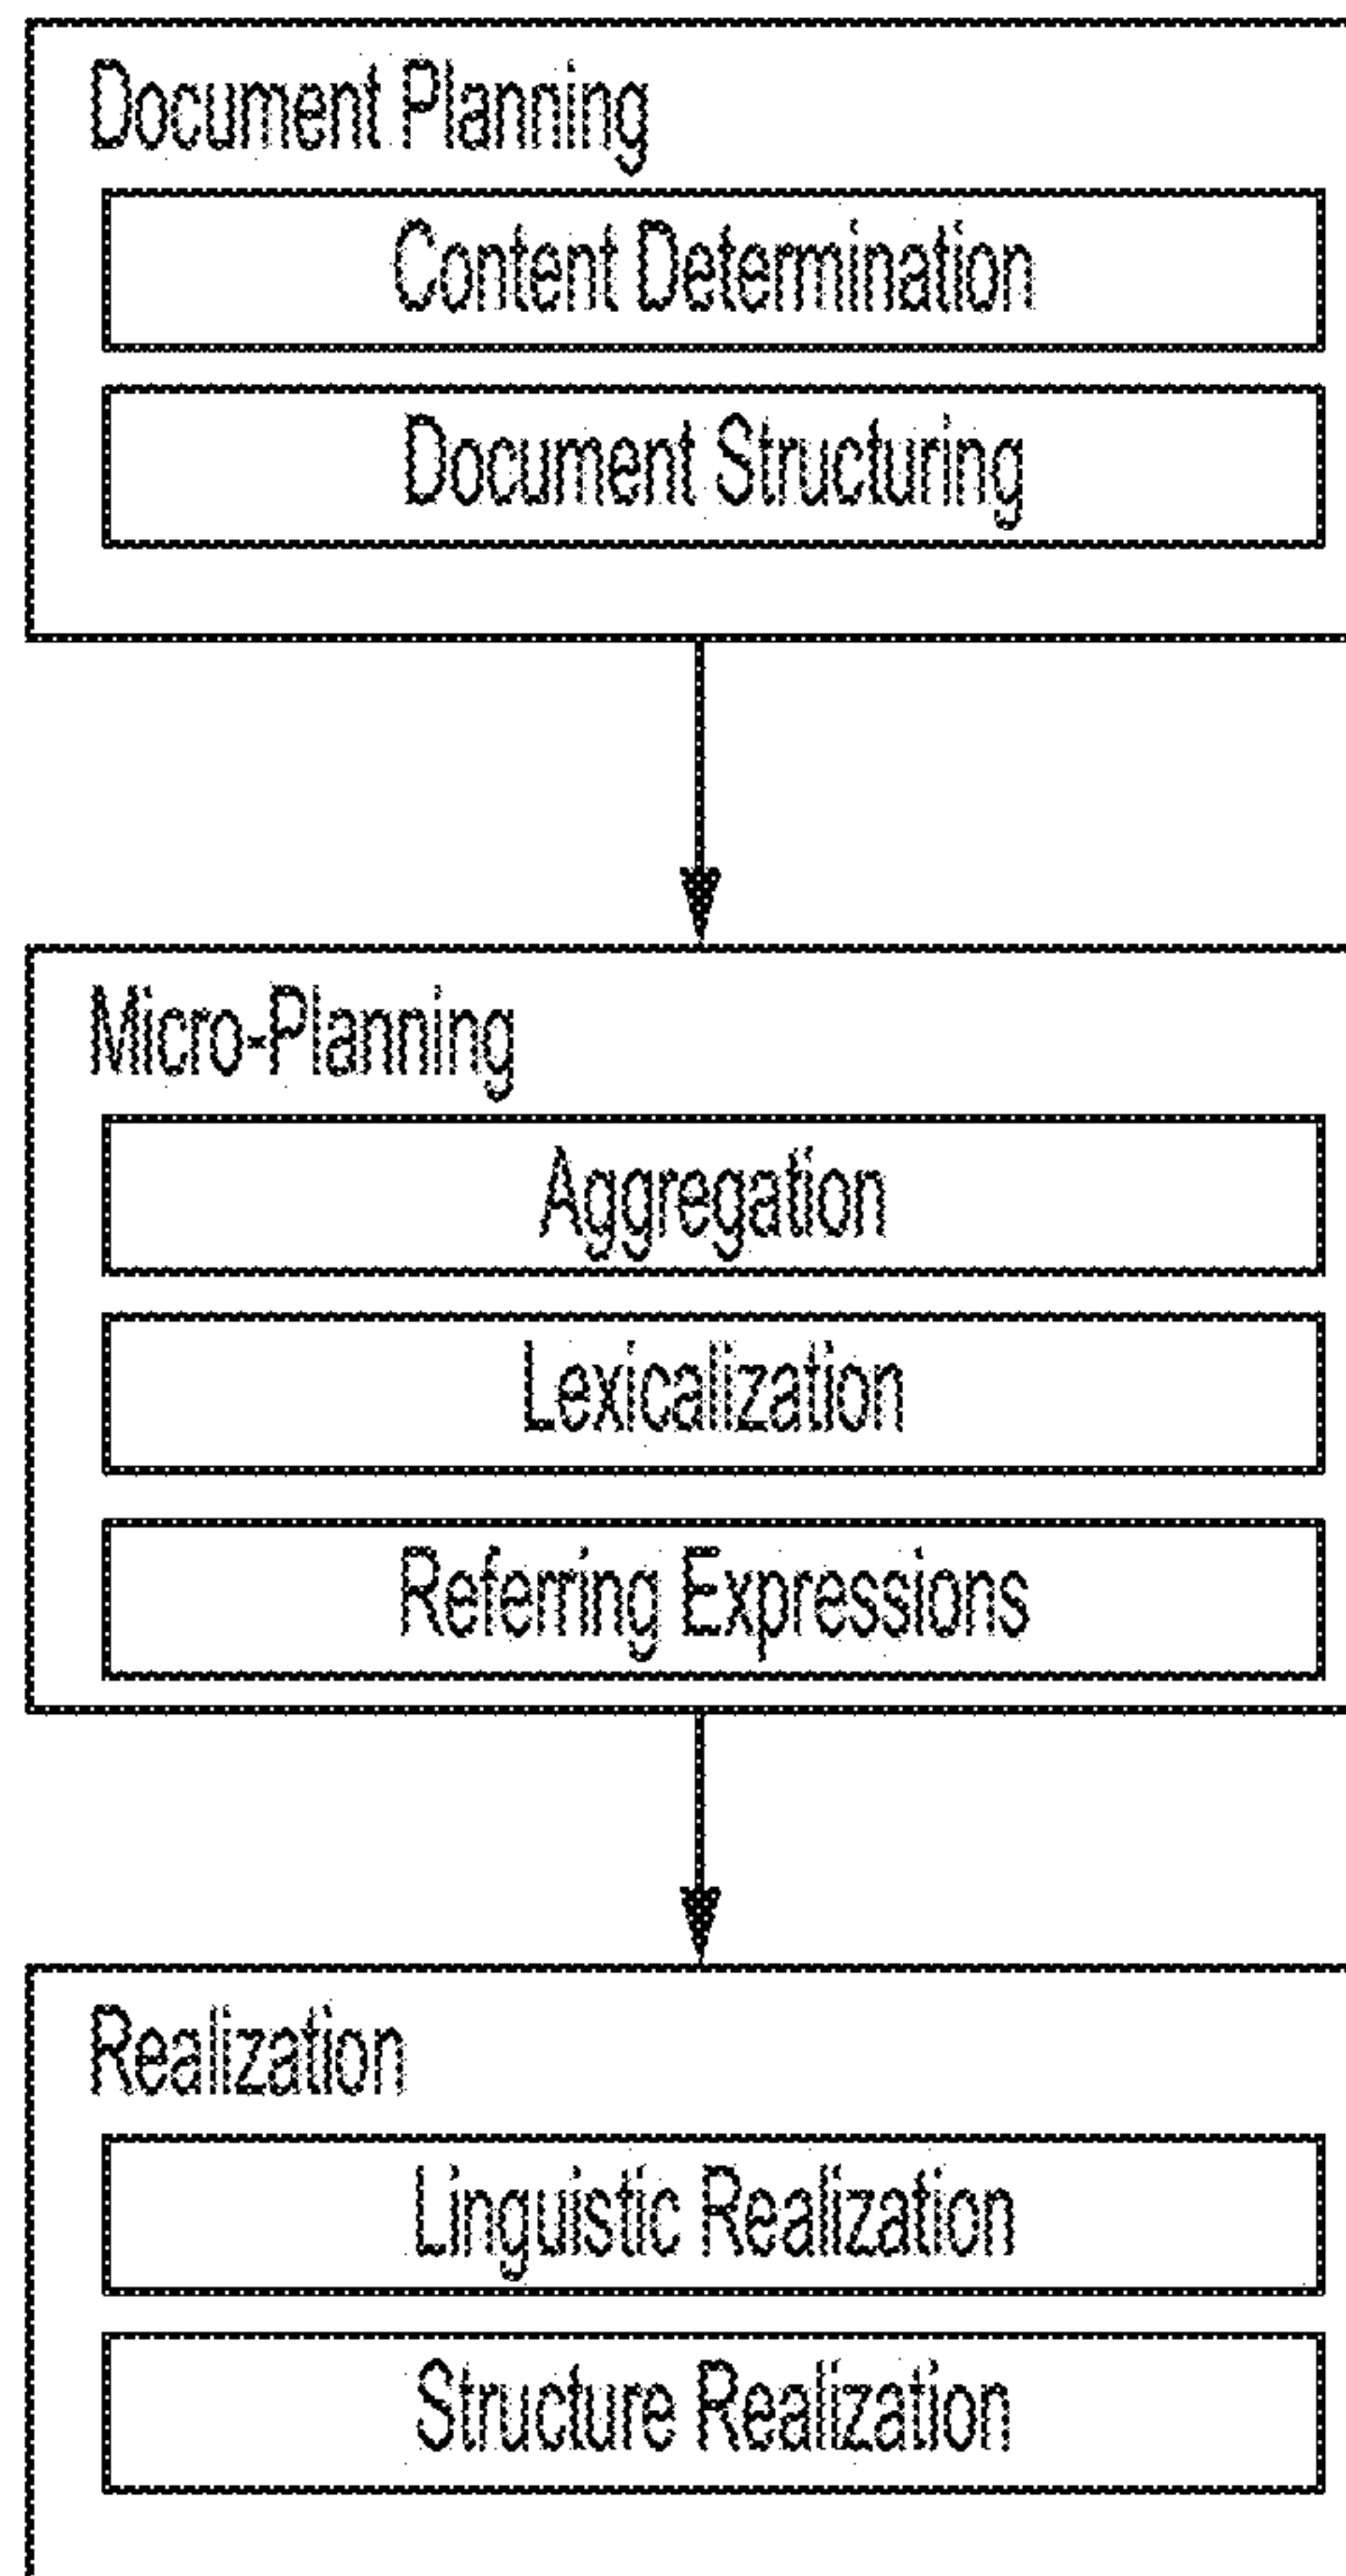 Document Planning
Content Determination
Document Structuring
Micro-Planning
Aggregation
Lexicalization
Referring Expressions
Realization
Linguistic Realization
Structure Realization